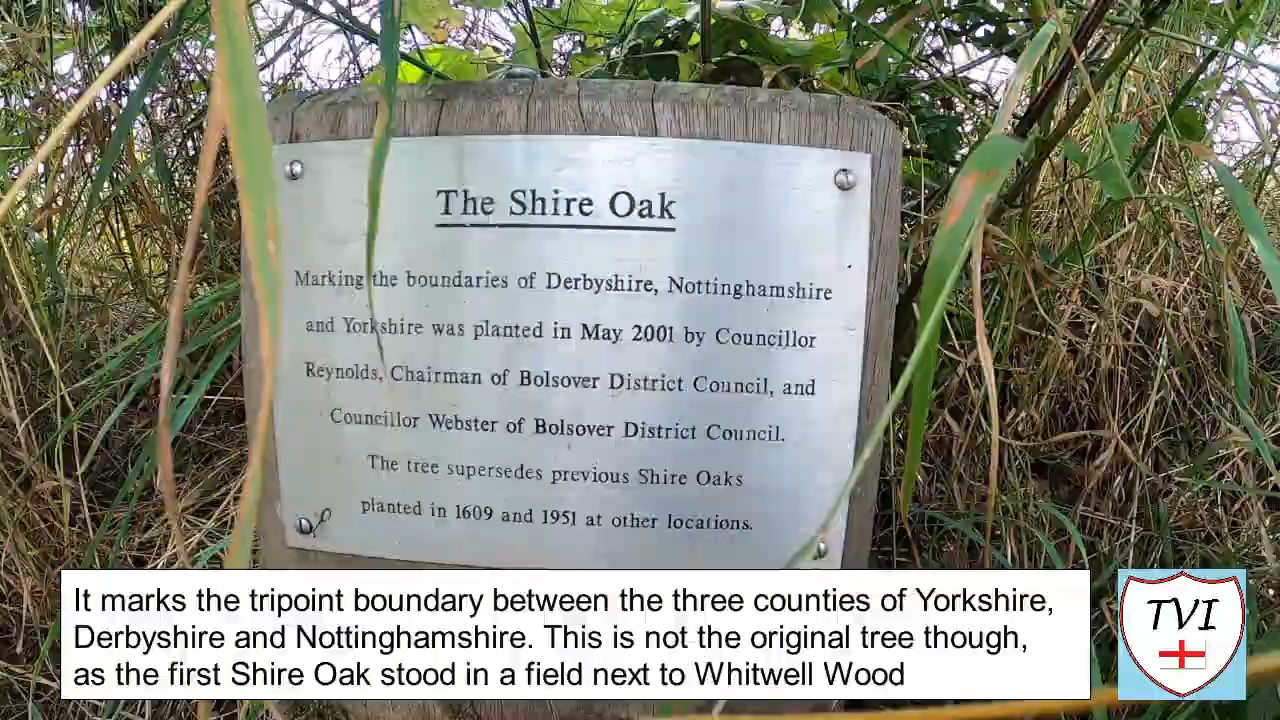 The Shire Oak
Marking the boundaries of Derbyshire, Nottinghamshire
and Yorkshire was planted in May 2001 by Councillor
Reynolds, Chairman of Bolsover District Council, and
Councillor Webster of Bolsover District Council.
The tree supersedes previous Shire Oaks
planted in 1609 and 1951 at other locations.
It marks the tripoint boundary between the three counties of Yorkshire,
Derbyshire and Nottinghamshire. This is not the original tree though,
as the first Shire Oak stood in a field next to Whitwell Wood
TVI